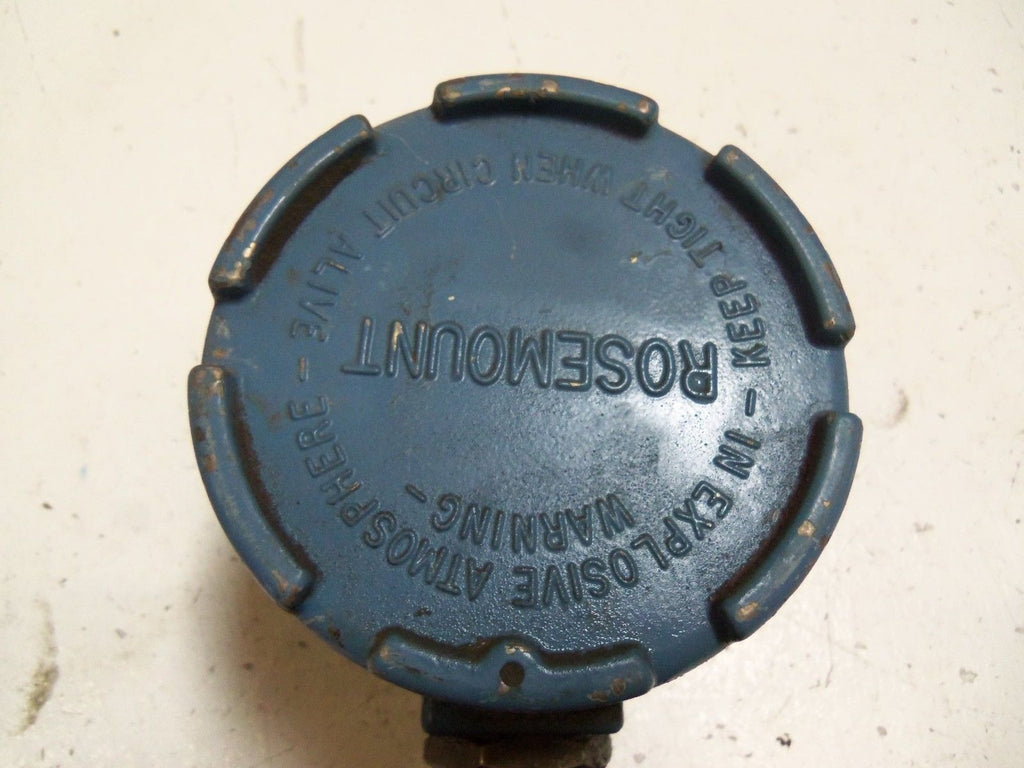 WARNING -
IN EXPLOSIVE ATMOSPHERE -
KEEP TIGHT WHEN CIRCUIT ALIVE -
ROSEMOUNT